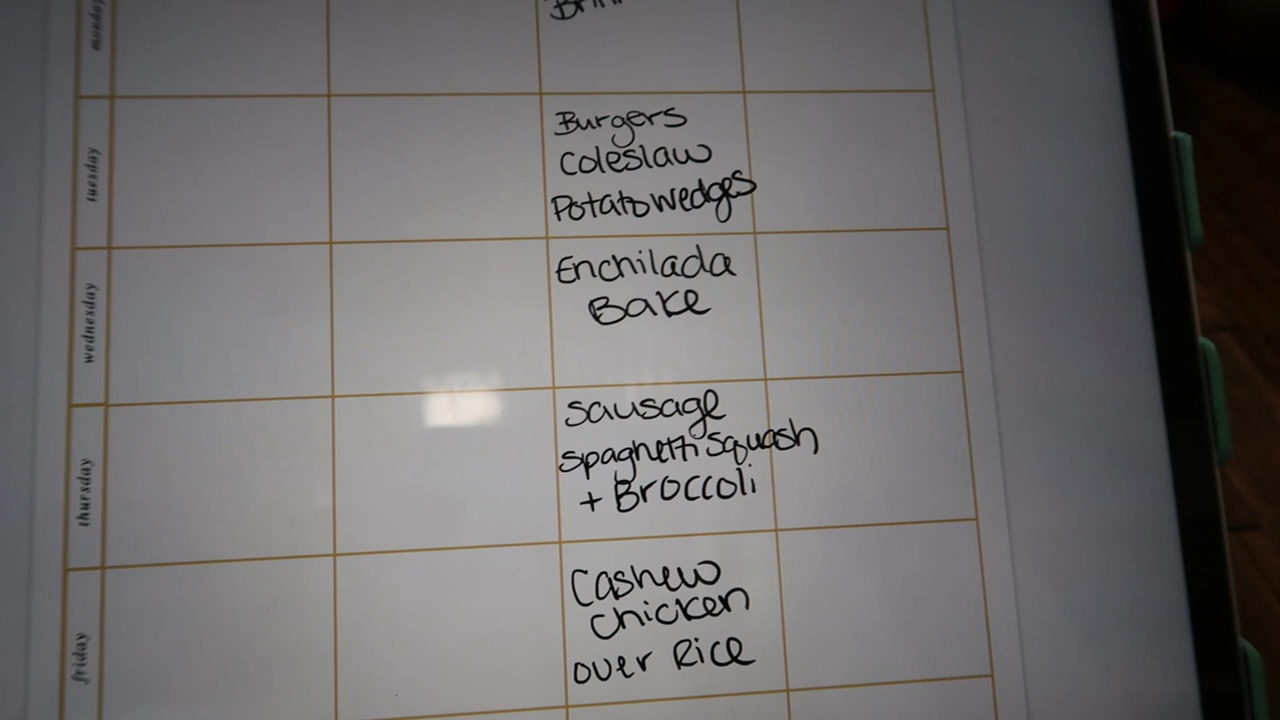 monday
tuesday
Burgers
Coleslaw
Potato wedges
wednesday
Enchilada
Bake
thursday
Sausage
Spaghetti Squash
+ Broccoli
friday
Cashew
Chicken
over Rice